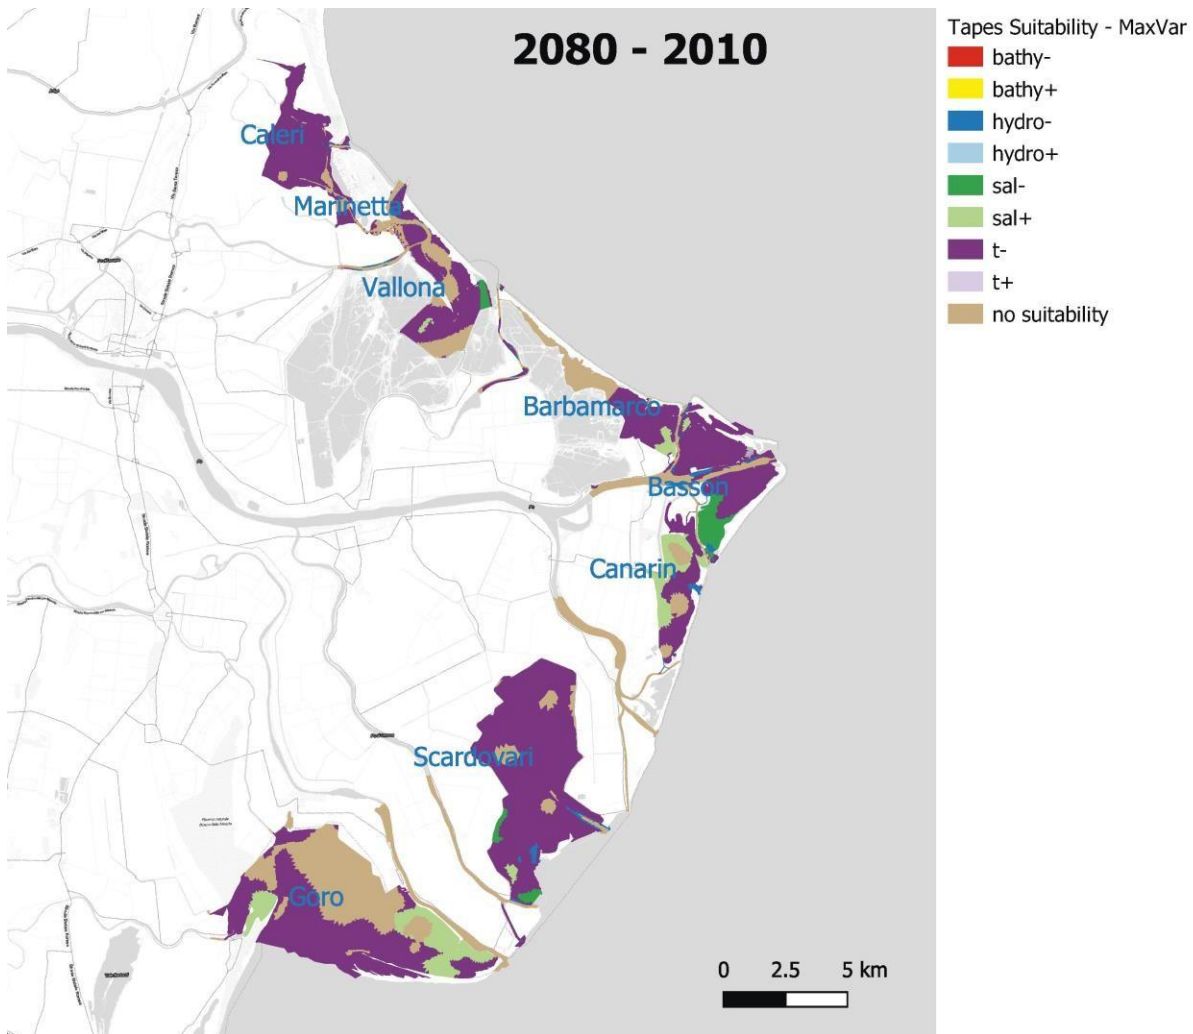 2080 - 2010
Tapes Suitability - MaxVar
bathy-
bathy+
hydro-
hydro+
sal-
sal+
t-
t+
no suitability
Caleri
Marinetta
Vallona
Barbamarco
Basson
Canarin
Scardovari
Goro
0 2.5 5 km